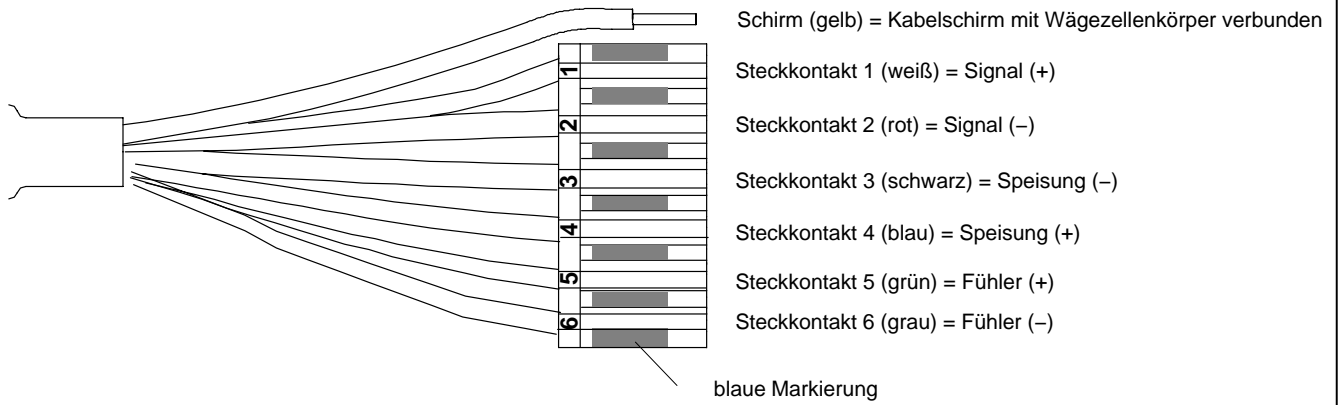 Schirm (gelb) = Kabelschirm mit Wägezellenkörper verbunden
1
Steckkontakt 1 (weiß) = Signal (+)
2
Steckkontakt 2 (rot) = Signal (–)
3
Steckkontakt 3 (schwarz) = Speisung (–)
4
Steckkontakt 4 (blau) = Speisung (+)
5
Steckkontakt 5 (grün) = Fühler (+)
6
Steckkontakt 6 (grau) = Fühler (–)
blaue Markierung